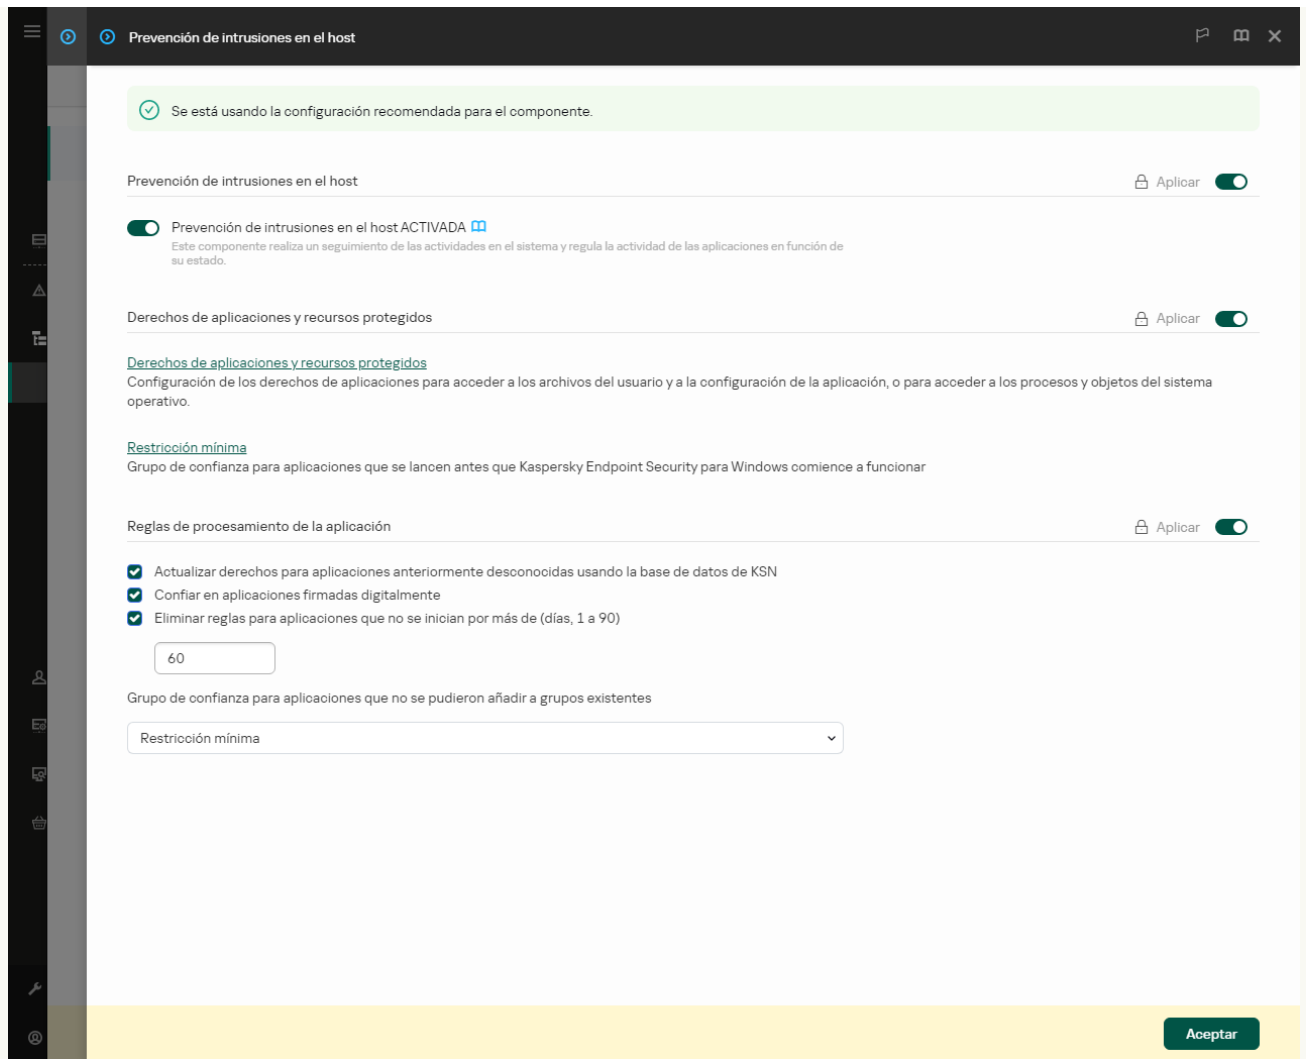 Prevención de intrusiones en el host
Se está usando la configuración recomendada para el componente.
Prevención de intrusiones en el host
Aplicar
Prevención de intrusiones en el host ACTIVADA
Este componente realiza un seguimiento de las actividades en el sistema y regula la actividad de las aplicaciones en función de
su estado.
Derechos de aplicaciones y recursos protegidos
Aplicar
Derechos de aplicaciones y recursos protegidos
Configuración de los derechos de aplicaciones para acceder a los archivos del usuario y a la configuración de la aplicación, o para acceder a los procesos y objetos del sistema
operativo.
Restricción mínima
Grupo de confianza para aplicaciones que se lancen antes que Kaspersky Endpoint Security para Windows comience a funcionar
Reglas de procesamiento de la aplicación
Aplicar
Actualizar derechos para aplicaciones anteriormente desconocidas usando la base de datos de KSN
Confiar en aplicaciones firmadas digitalmente
Eliminar reglas para aplicaciones que no se inician por más de (días, 1 a 90)
60
Grupo de confianza para aplicaciones que no se pudieron añadir a grupos existentes
Restricción mínima
Aceptar